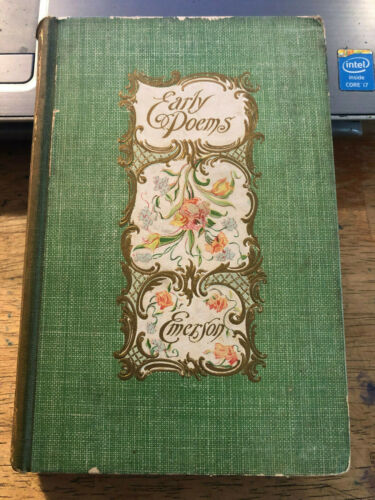 Early
Poems
Emerson
intel
inside
CORE i7